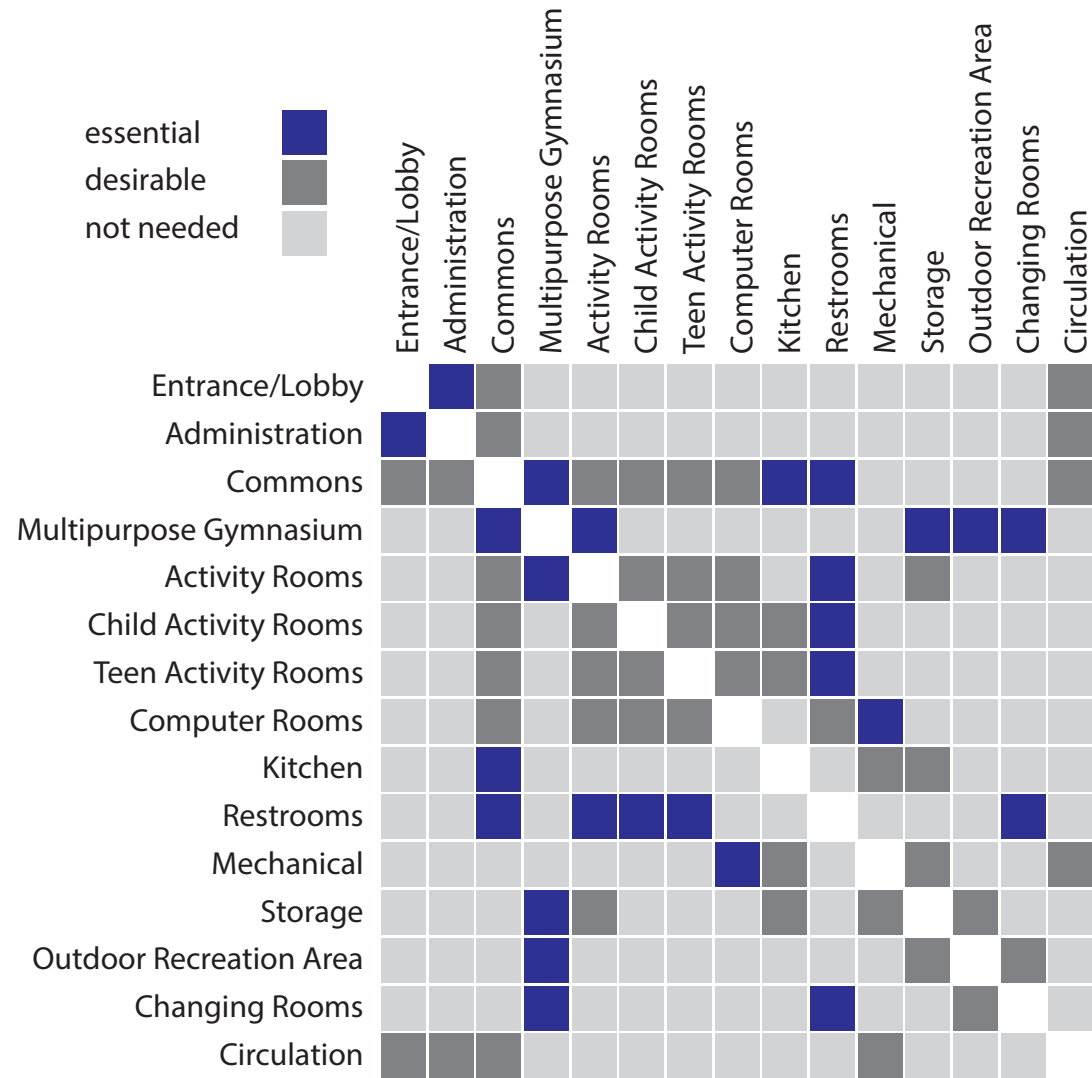 essential
desirable
not needed
Entrance/Lobby
Administration
Commons
Multipurpose Gymnasium
Activity Rooms
Child Activity Rooms
Teen Activity Rooms
Computer Rooms
Kitchen
Restrooms
Mechanical
Storage
Outdoor Recreation Area
Changing Rooms
Circulation
Entrance/Lobby
Administration
Commons
Multipurpose Gymnasium
Activity Rooms
Child Activity Rooms
Teen Activity Rooms
Computer Rooms
Kitchen
Restrooms
Mechanical
Storage
Outdoor Recreation Area
Changing Rooms
Circulation